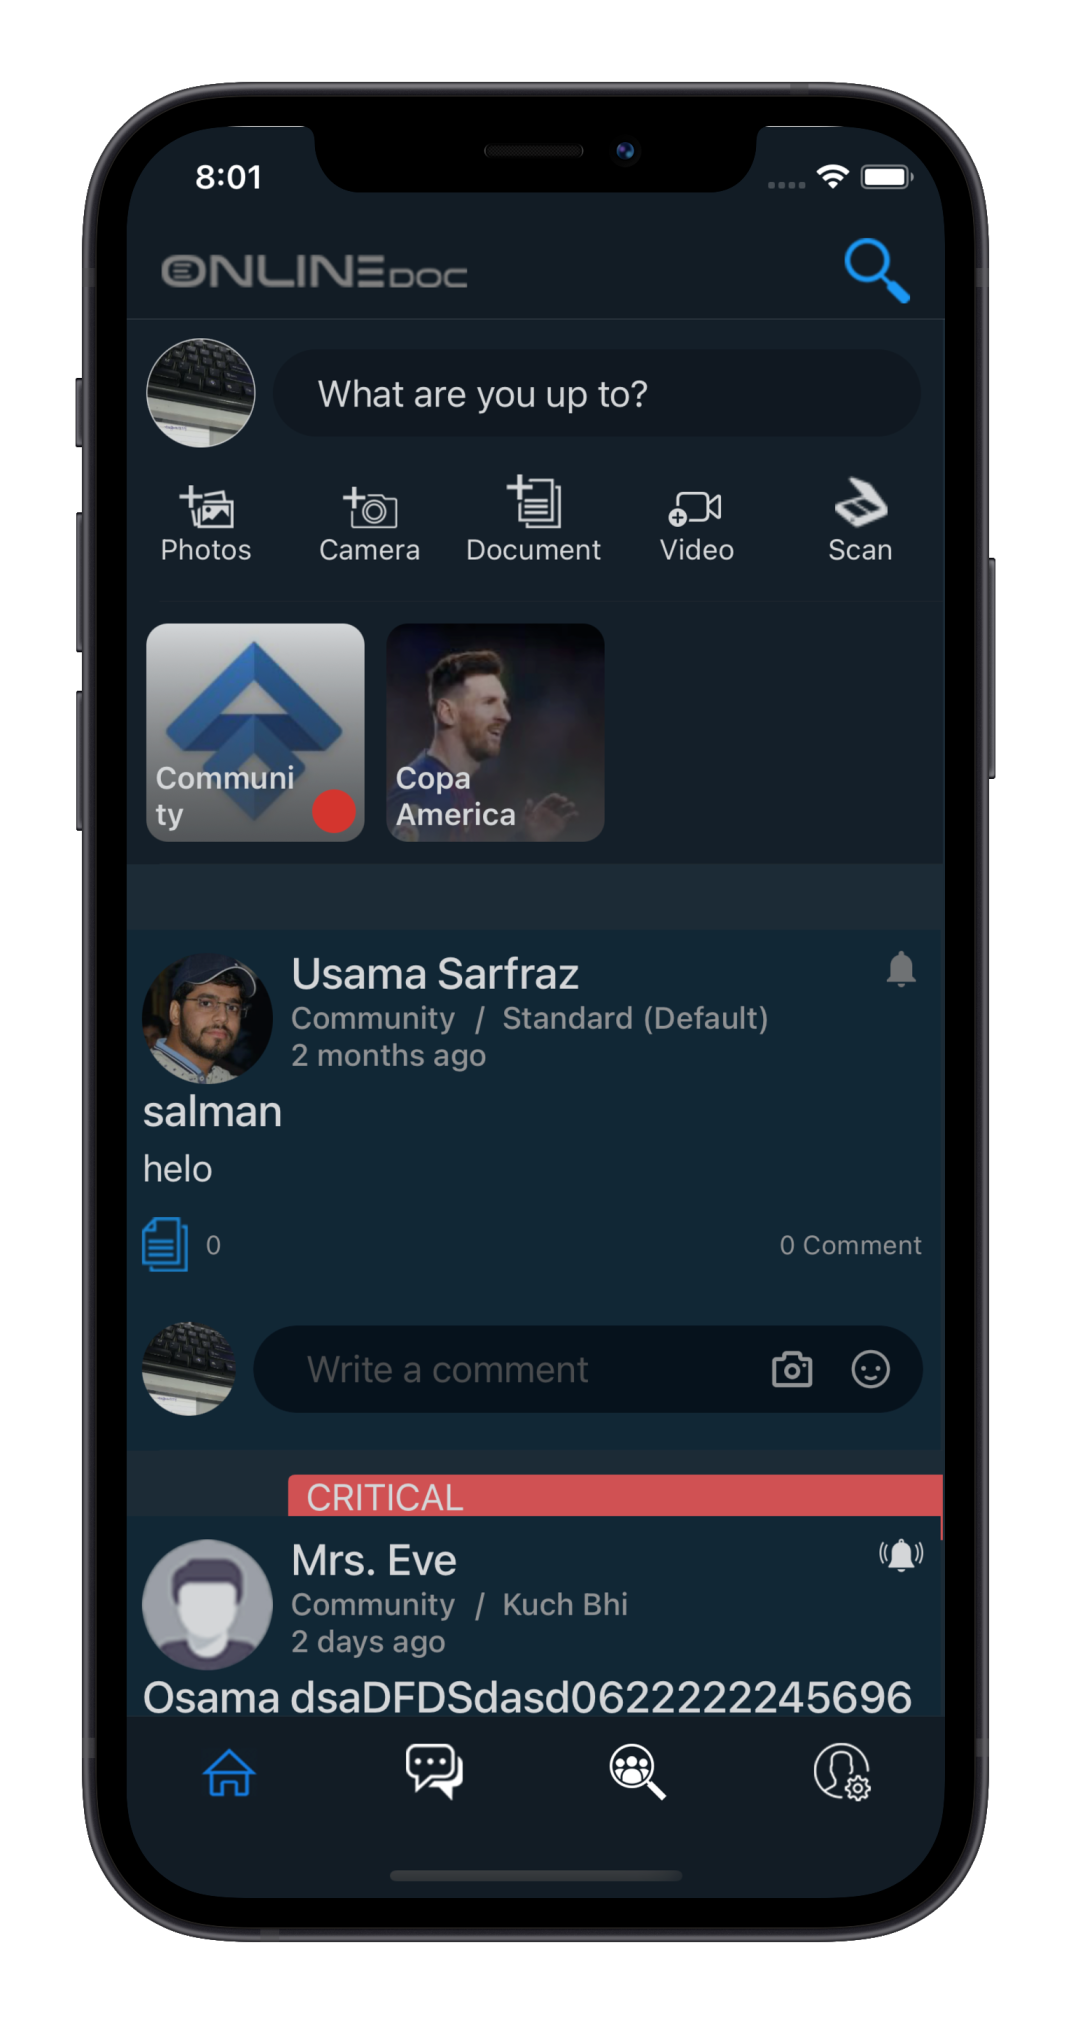 8:01
ONLINEDOC
What are you up to?
Photos
Camera
Document
Video
Scan
Communi
ty
Copa
America
Usama Sarfraz
Community / Standard (Default)
2 months ago
salman
helo
0
0 Comment
Write a comment
CRITICAL
Mrs. Eve
Community / Kuch Bhi
2 days ago
Osama dsaDFDSdasd0622222245696